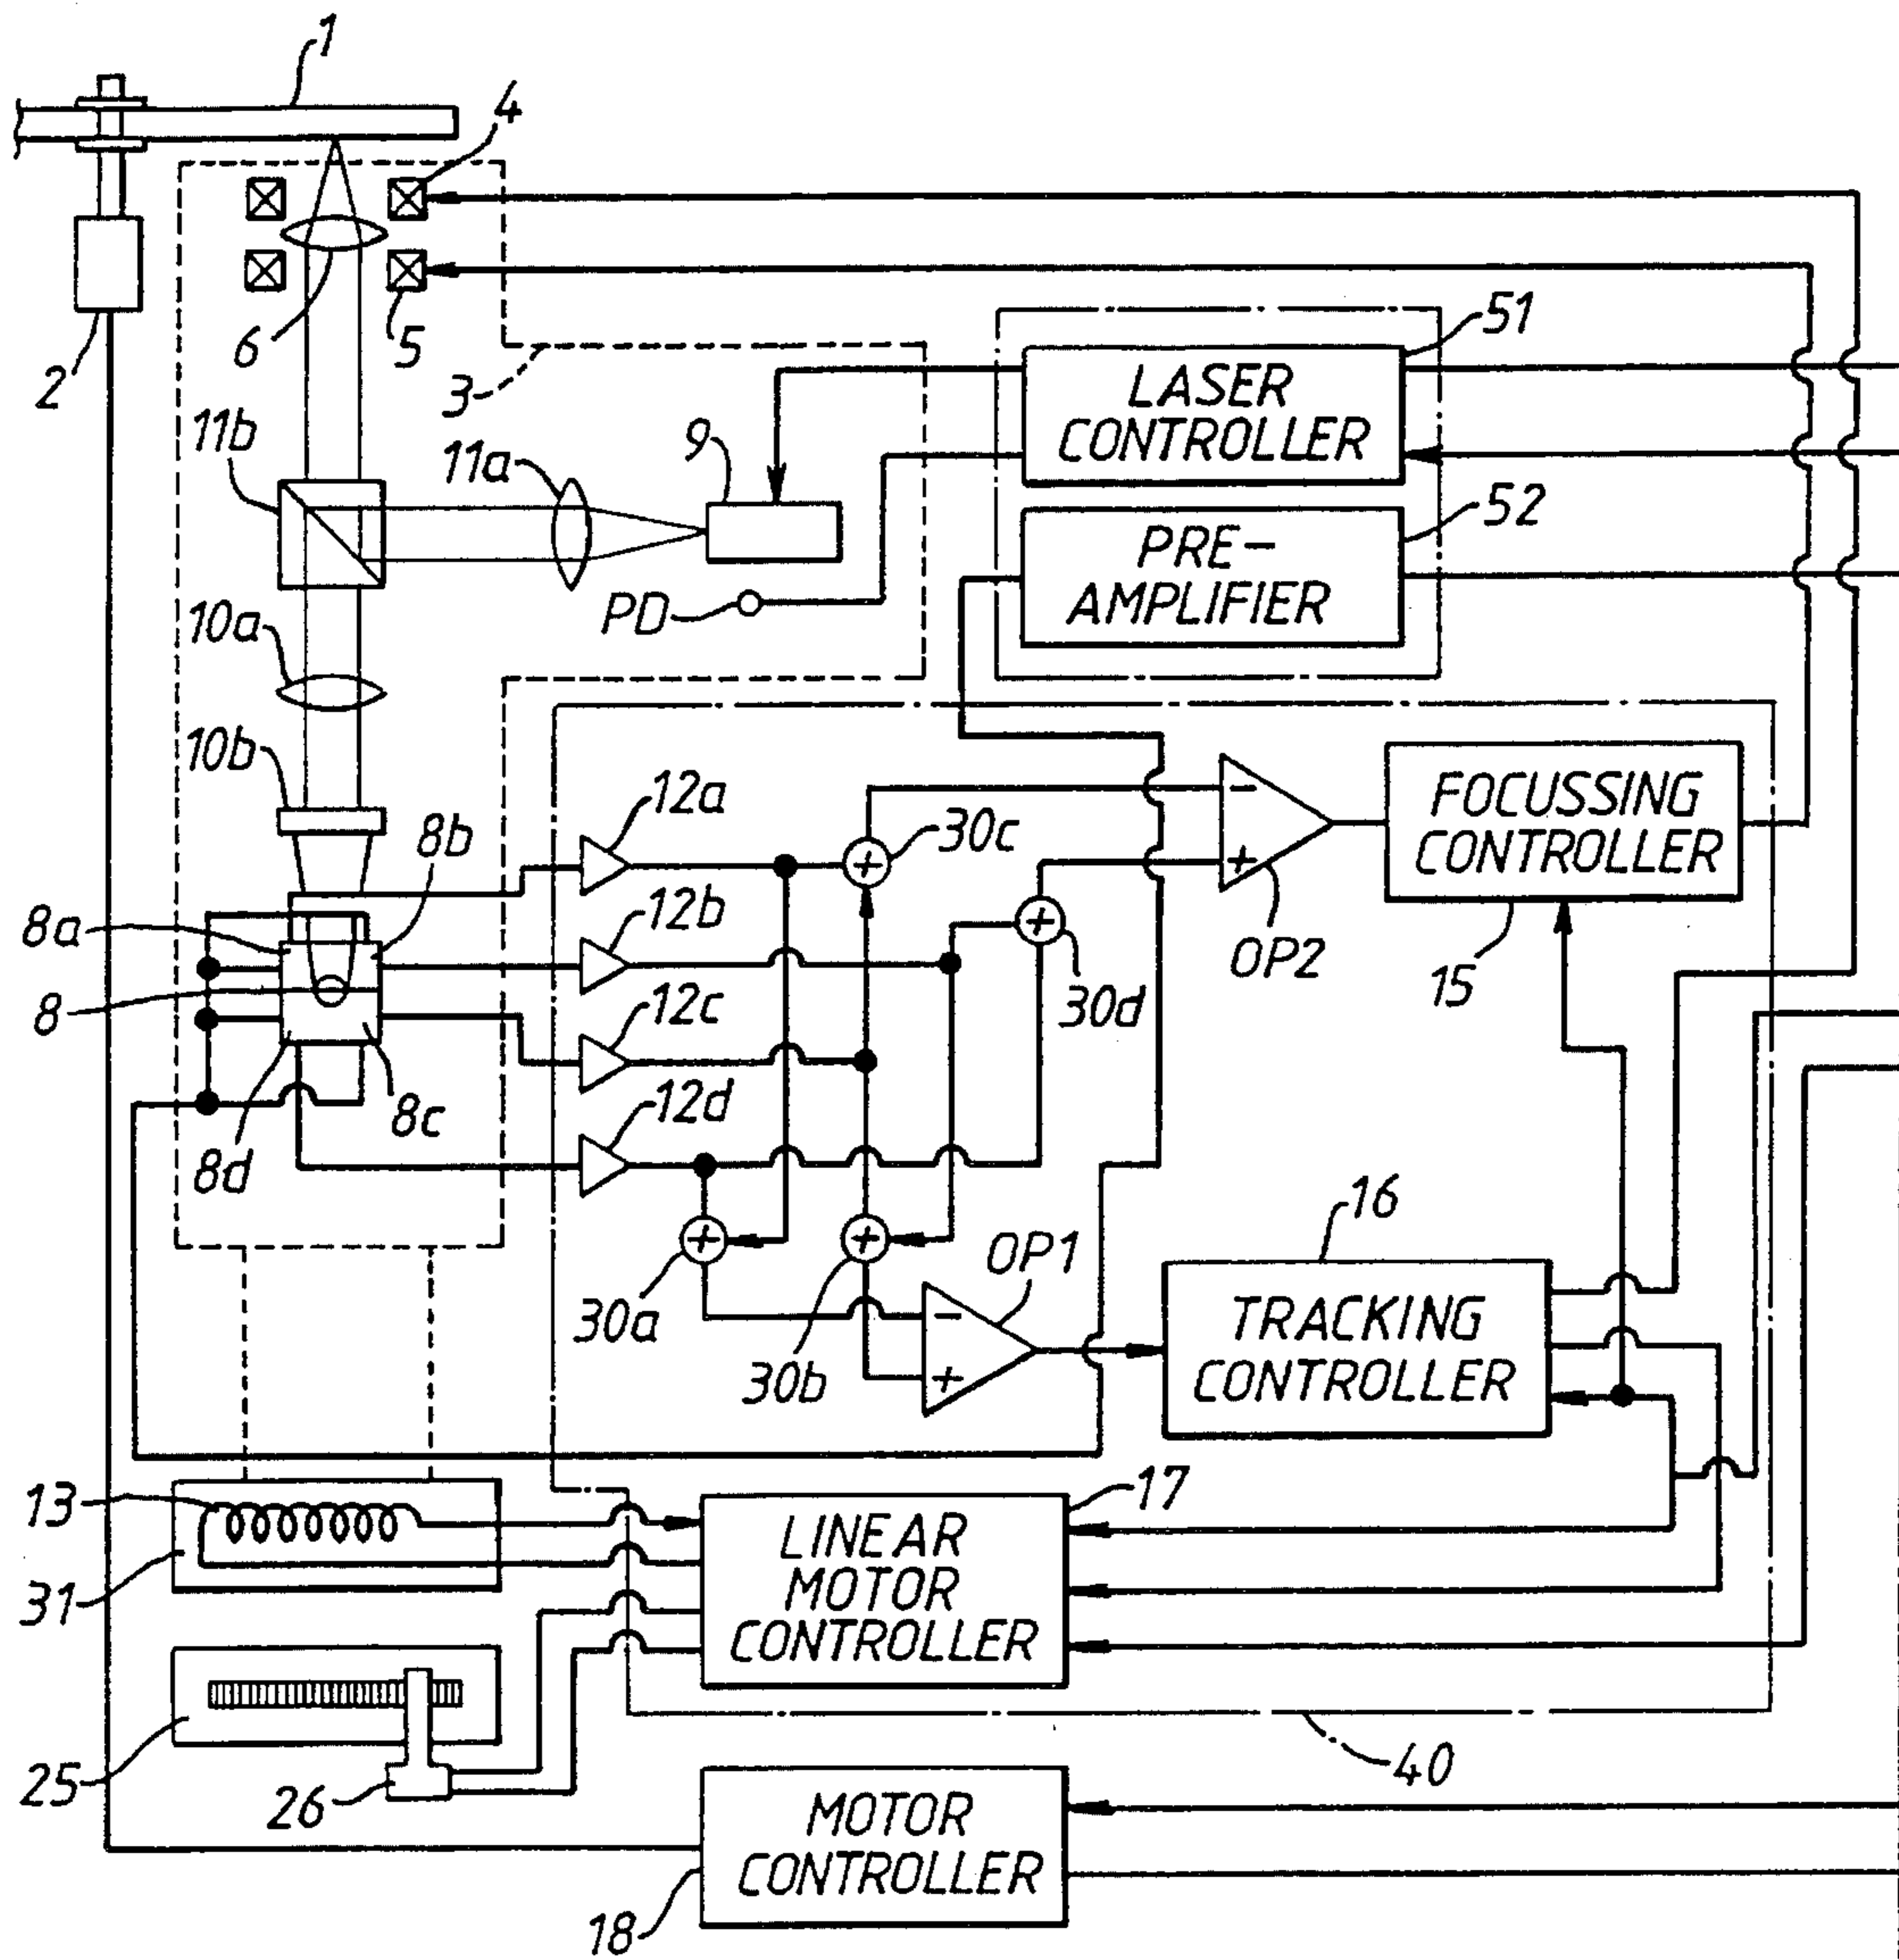 1
4
2
6
5
3
51
LASER
CONTROLLER
11b
11a
9
52
PRE-
AMPLIFIER
PD
10a
10b
12a
8b
30c
-
+
OP2
FOCUSSING
CONTROLLER
15
8a
12b
+
+
30d
8
12c
8d
8c
12d
+
+
30a
30b
OP1
-
+
16
TRACKING
CONTROLLER
13
31
17
LINEAR
MOTOR
CONTROLLER
25
26
40
MOTOR
CONTROLLER
18